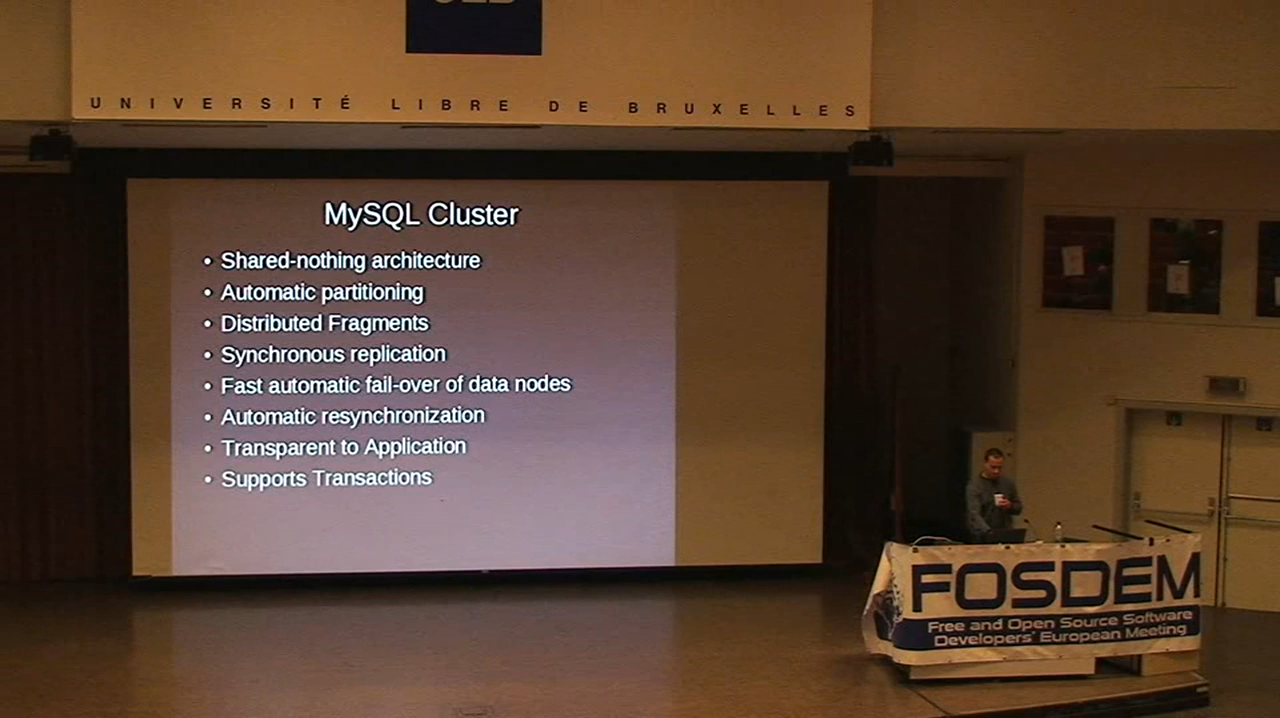 UNIVERSITÉ LIBRE DE BRUXELLES
MySQL Cluster
• Shared-nothing architecture
• Automatic partitioning
• Distributed Fragments
• Synchronous replication
• Fast automatic fail-over of data nodes
• Automatic resynchronization
• Transparent to Application
• Supports Transactions
FOSDEM
Free and Open Source Software
Developers' European Meeting